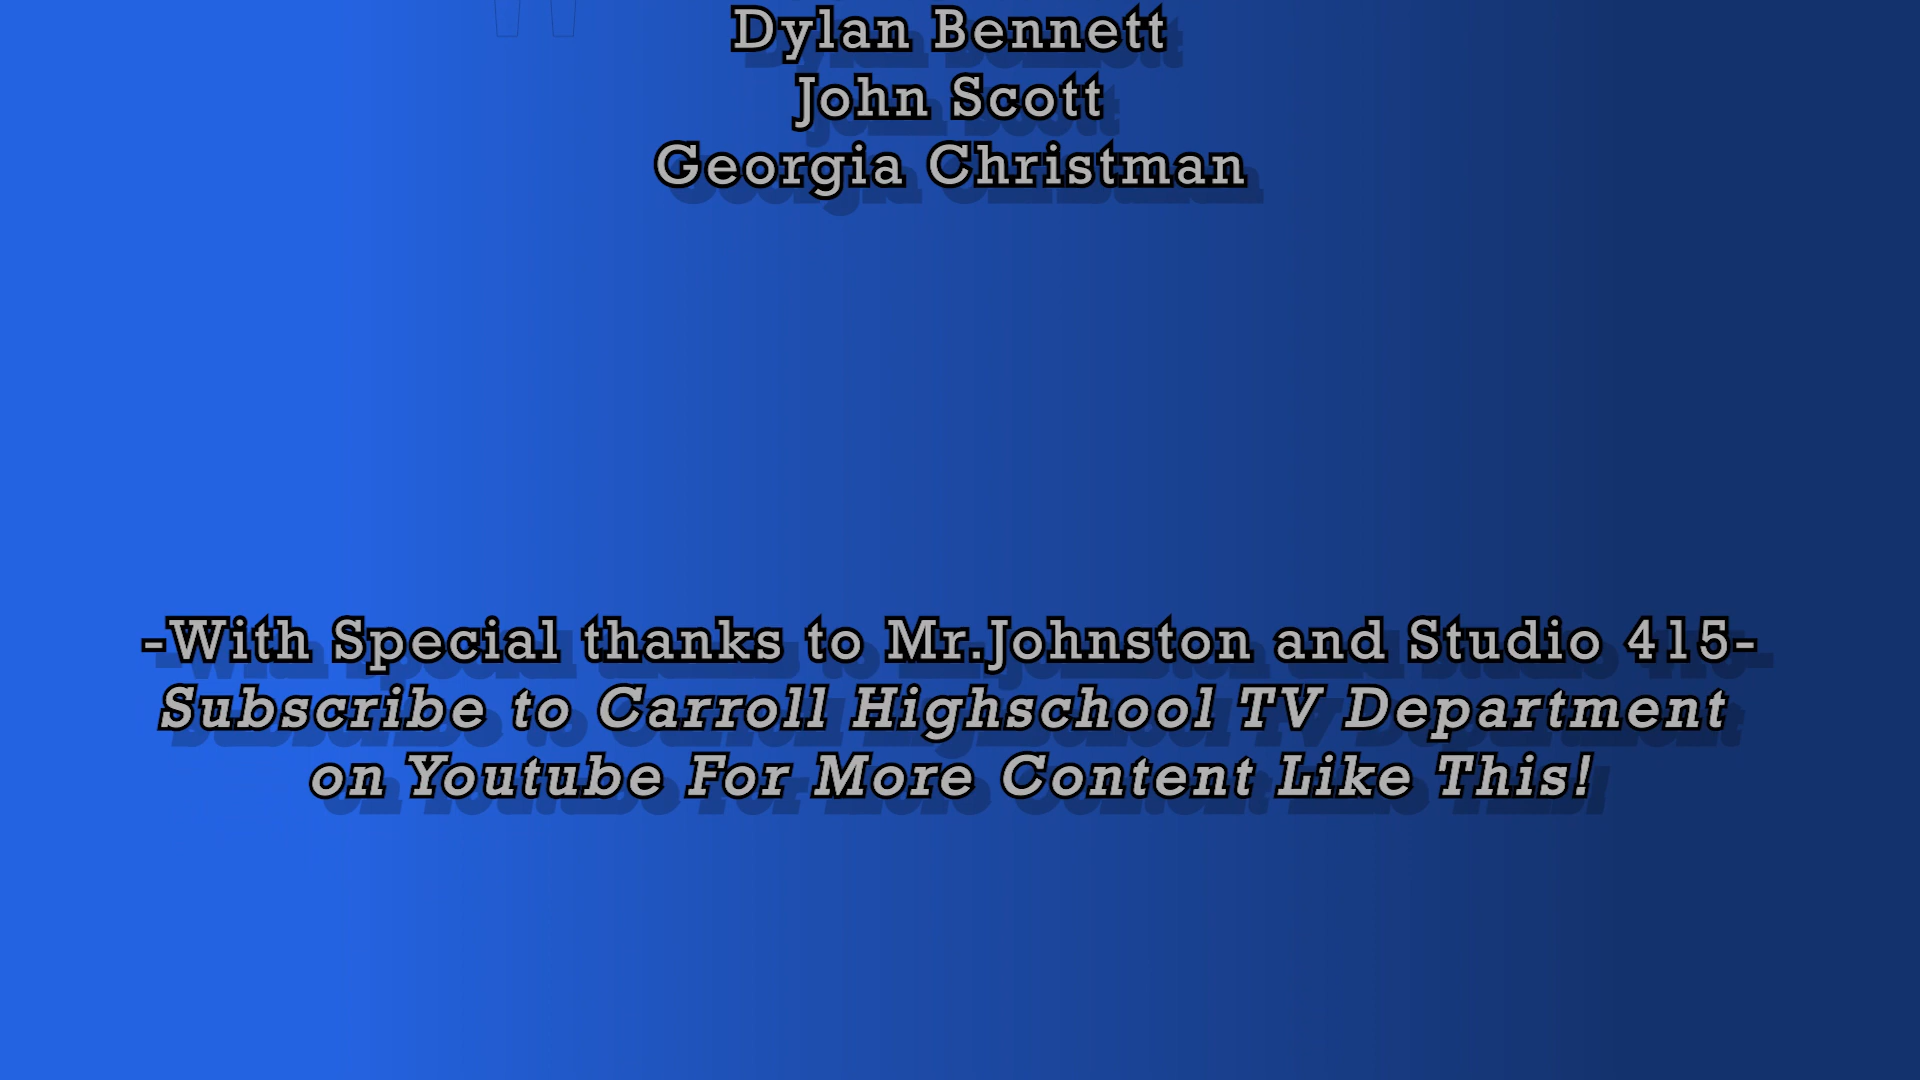 Dylan Bennett
John Scott
Georgia Christman
-With Special thanks to Mr.Johnston and Studio 415-
Subscribe to Carroll Highschool TV Department
on Youtube For More Content Like This!